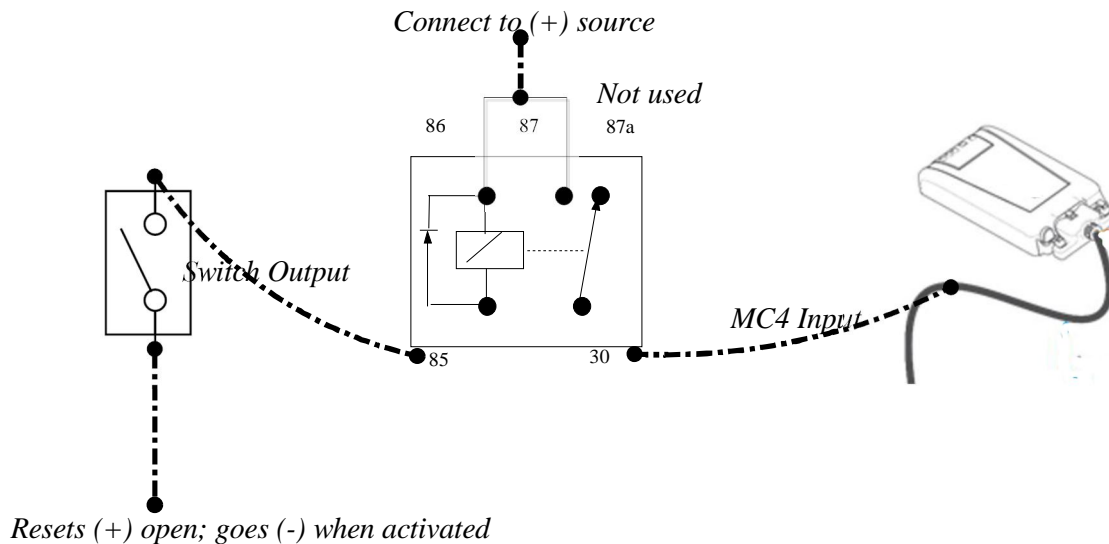 Connect to (+) source
Not used
86 87 87a
Switch Output
MC4 Input
85 30
Resets (+) open; goes (-) when activated